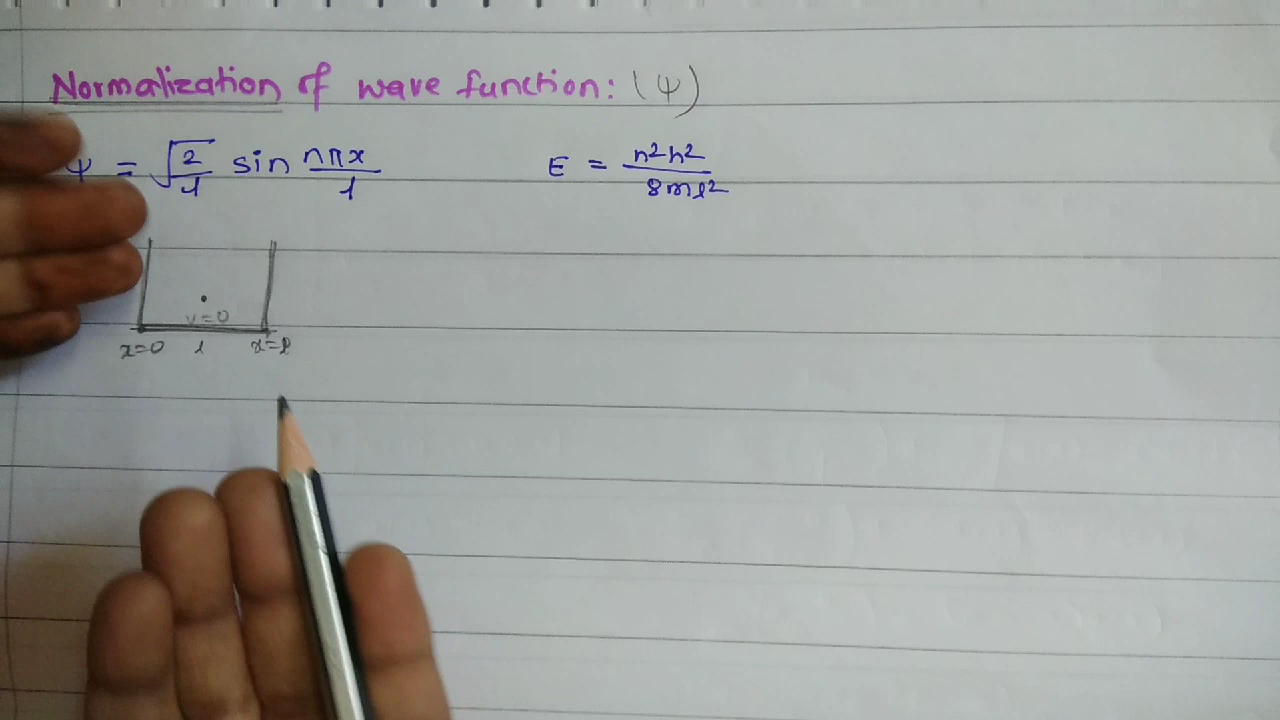 Normalization of wave function: (ψ)
ψ = √2/l sin nπx/l E = n²h²/8ml²
v=0
x=0 l x=l